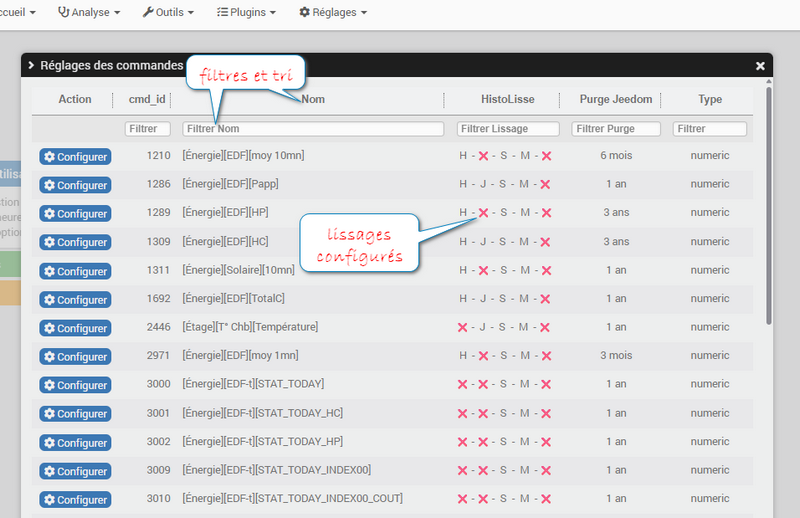 ccueil Analyse Outils Plugins Réglages
Réglages des commandes
filtres et tri
Action cmd_id Nom HistoLisse Purge Jeedom Type
Filtrer Filtrer Nom Filtrer Lissage Filtrer Purge Filtrer
Configurer 1210 [Énergie][EDF][moy 10mn] H - ❌ - S - M - ❌ 6 mois numeric
Configurer 1286 [Énergie][EDF][Papp] H - J - S - M - ❌ 1 an numeric
Configurer 1289 [Énergie][EDF][HP] H - ❌ - S - M - ❌ 3 ans numeric
lissages
configurés
Configurer 1309 [Énergie][EDF][HC] H - J - S - M - ❌ 3 ans numeric
Configurer 1311 [Énergie][Solaire][10mn] H - ❌ - S - M - ❌ 1 an numeric
Configurer 1692 [Énergie][EDF][TotalC] H - J - S - M - ❌ 1 an numeric
Configurer 2446 [Étage][T° Chb][Température] ❌ - J - S - M - ❌ 1 an numeric
Configurer 2971 [Énergie][EDF][moy 1mn] H - ❌ - S - M - ❌ 3 mois numeric
Configurer 3000 [Énergie][EDF-t][STAT_TODAY] ❌ - ❌ - S - M - ❌ 1 an numeric
Configurer 3001 [Énergie][EDF-t][STAT_TODAY_HC] ❌ - ❌ - S - M - ❌ 1 an numeric
Configurer 3002 [Énergie][EDF-t][STAT_TODAY_HP] ❌ - ❌ - S - M - ❌ 1 an numeric
Configurer 3009 [Énergie][EDF-t][STAT_TODAY_INDEX00] ❌ - ❌ - S - M - ❌ 1 an numeric
Configurer 3010 [Énergie][EDF-t][STAT_TODAY_INDEX00_COUT] ❌ - ❌ - S - M - ❌ 1 an numeric